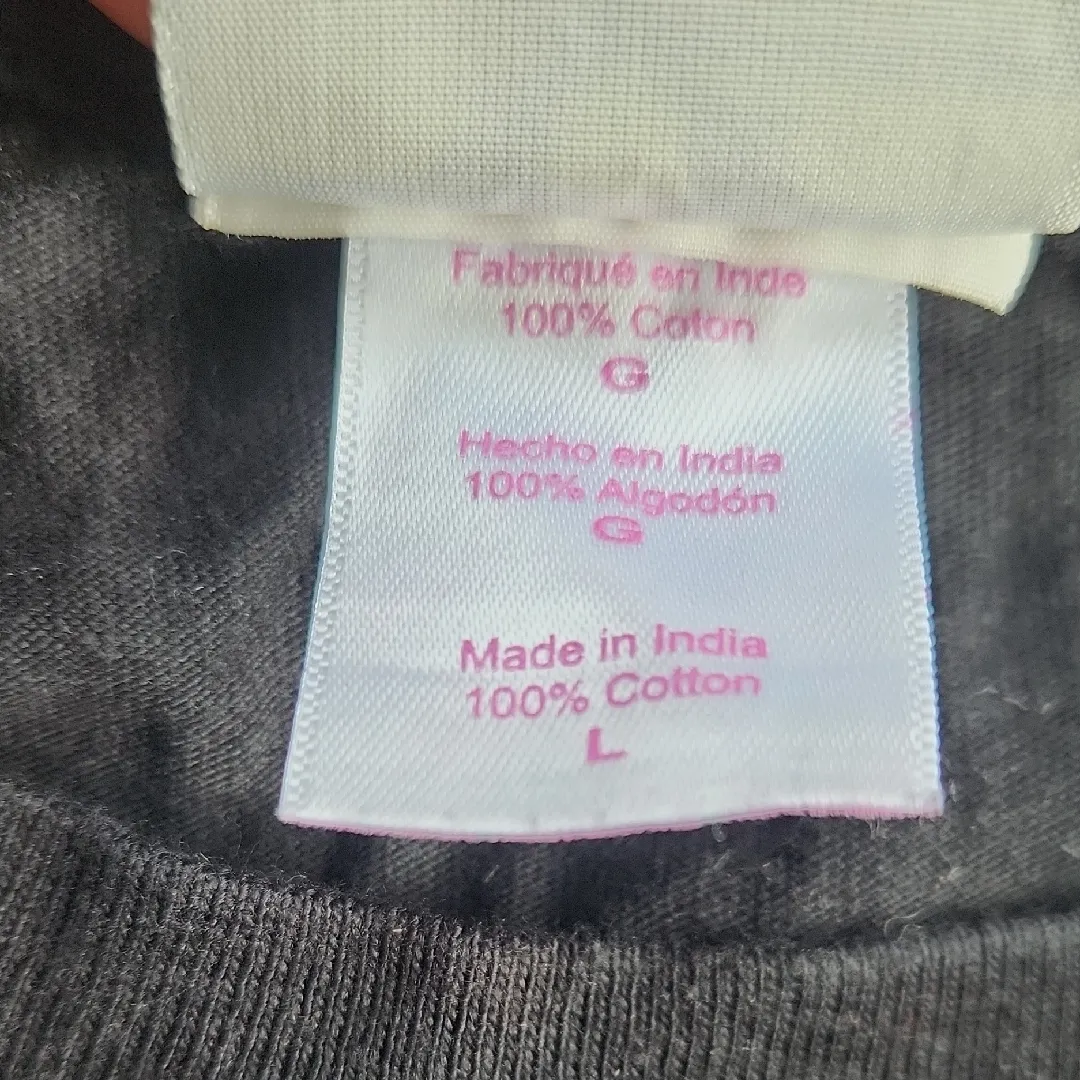 Fabriqué en Inde
100% Coton
G
Hecho en India
100% Algodón
G
Made in India
100% Cotton
L